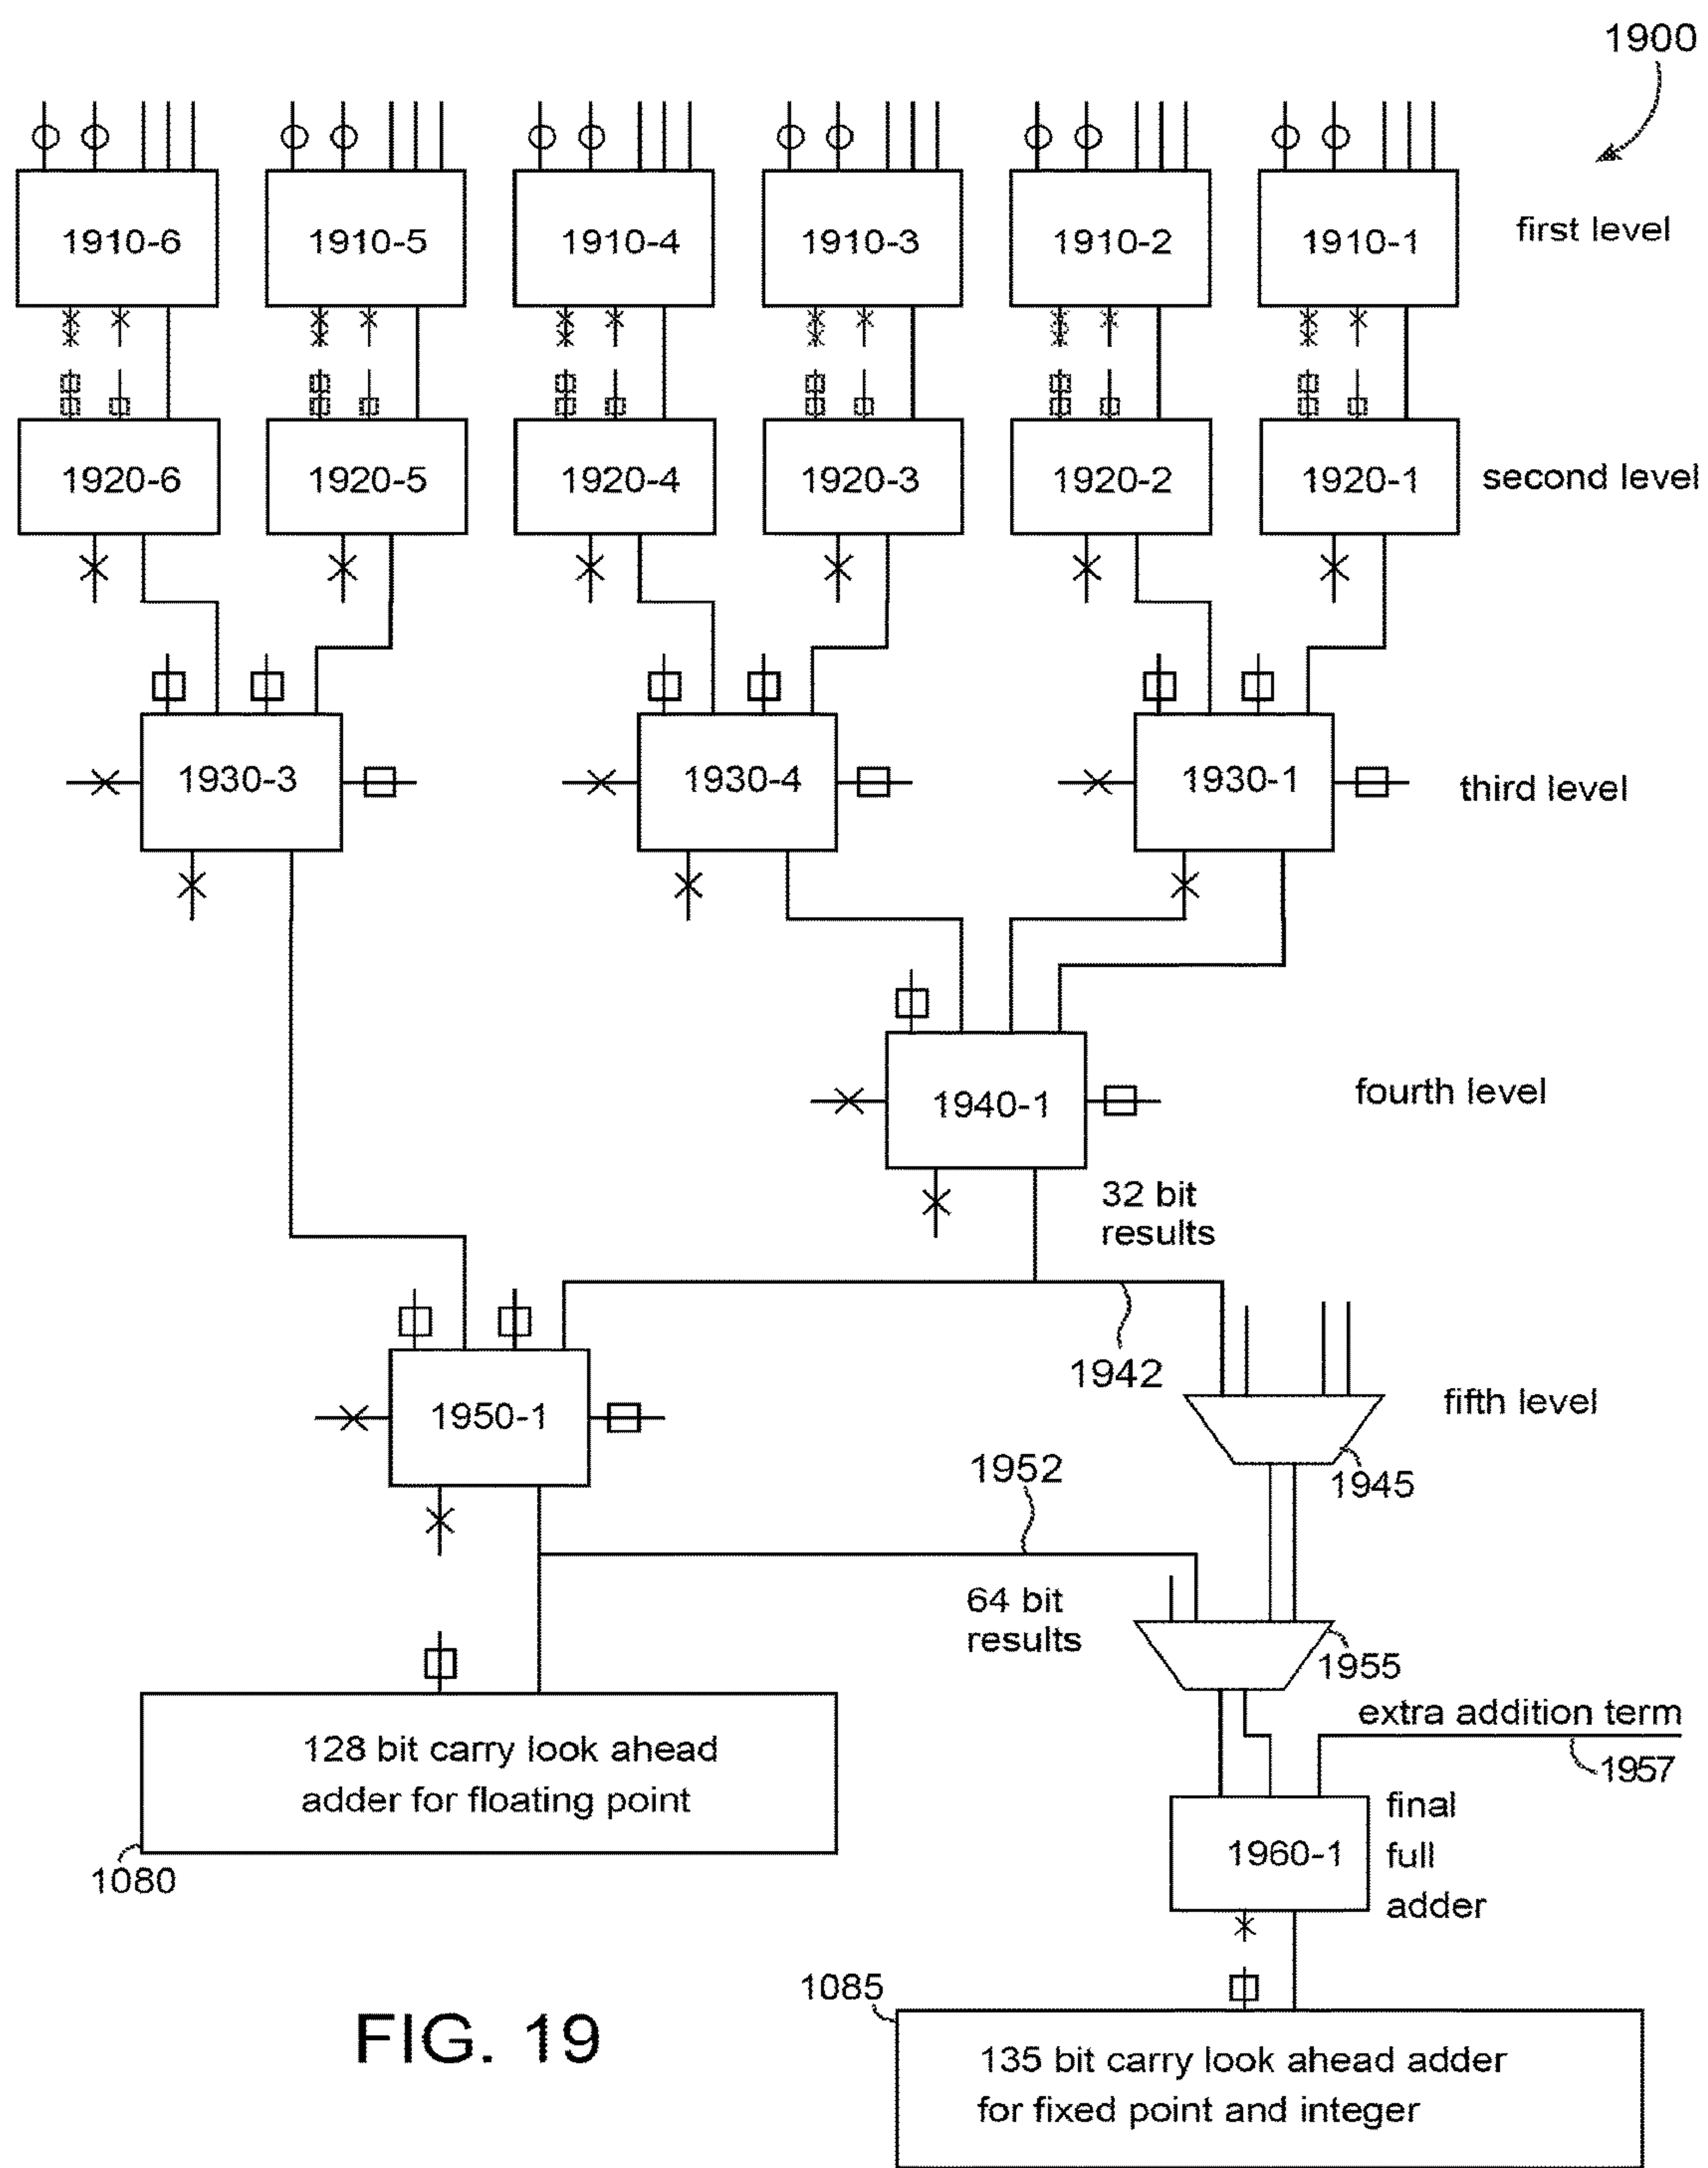 1900
1910-6 1910-5 1910-4 1910-3 1910-2 1910-1 first level
1920-6 1920-5 1920-4 1920-3 1920-2 1920-1 second level
1930-3 1930-4 1930-1 third level
1940-1 fourth level
32 bit
results
1942
1950-1 fifth level
1945
1952
64 bit
results
1955
extra addition term
1957
128 bit carry look ahead
adder for floating point
1080
1960-1
final
full
adder
1085
135 bit carry look ahead adder
for fixed point and integer
FIG. 19